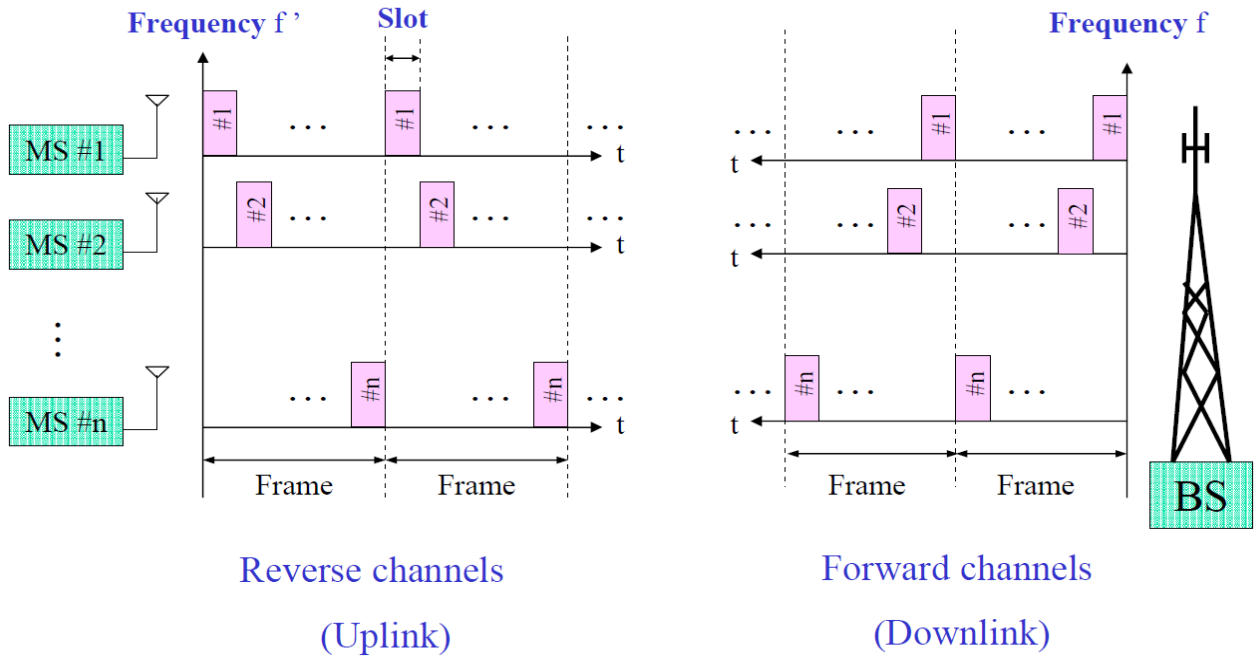 Frequency f ’
Slot
Frequency f
MS #1
#1
. . .
#1
. . .
. . .
t
. . .
. . .
#1
. . .
#1
t
MS #2
#2
. . .
#2
. . .
. . .
t
. . .
. . .
#2
. . .
#2
t
. . .
MS #n
. . .
#n
. . .
#n
. . .
t
. . .
#n
. . .
#n
. . .
t
Frame
Frame
Frame
Frame
BS
Reverse channels
(Uplink)
Forward channels
(Downlink)